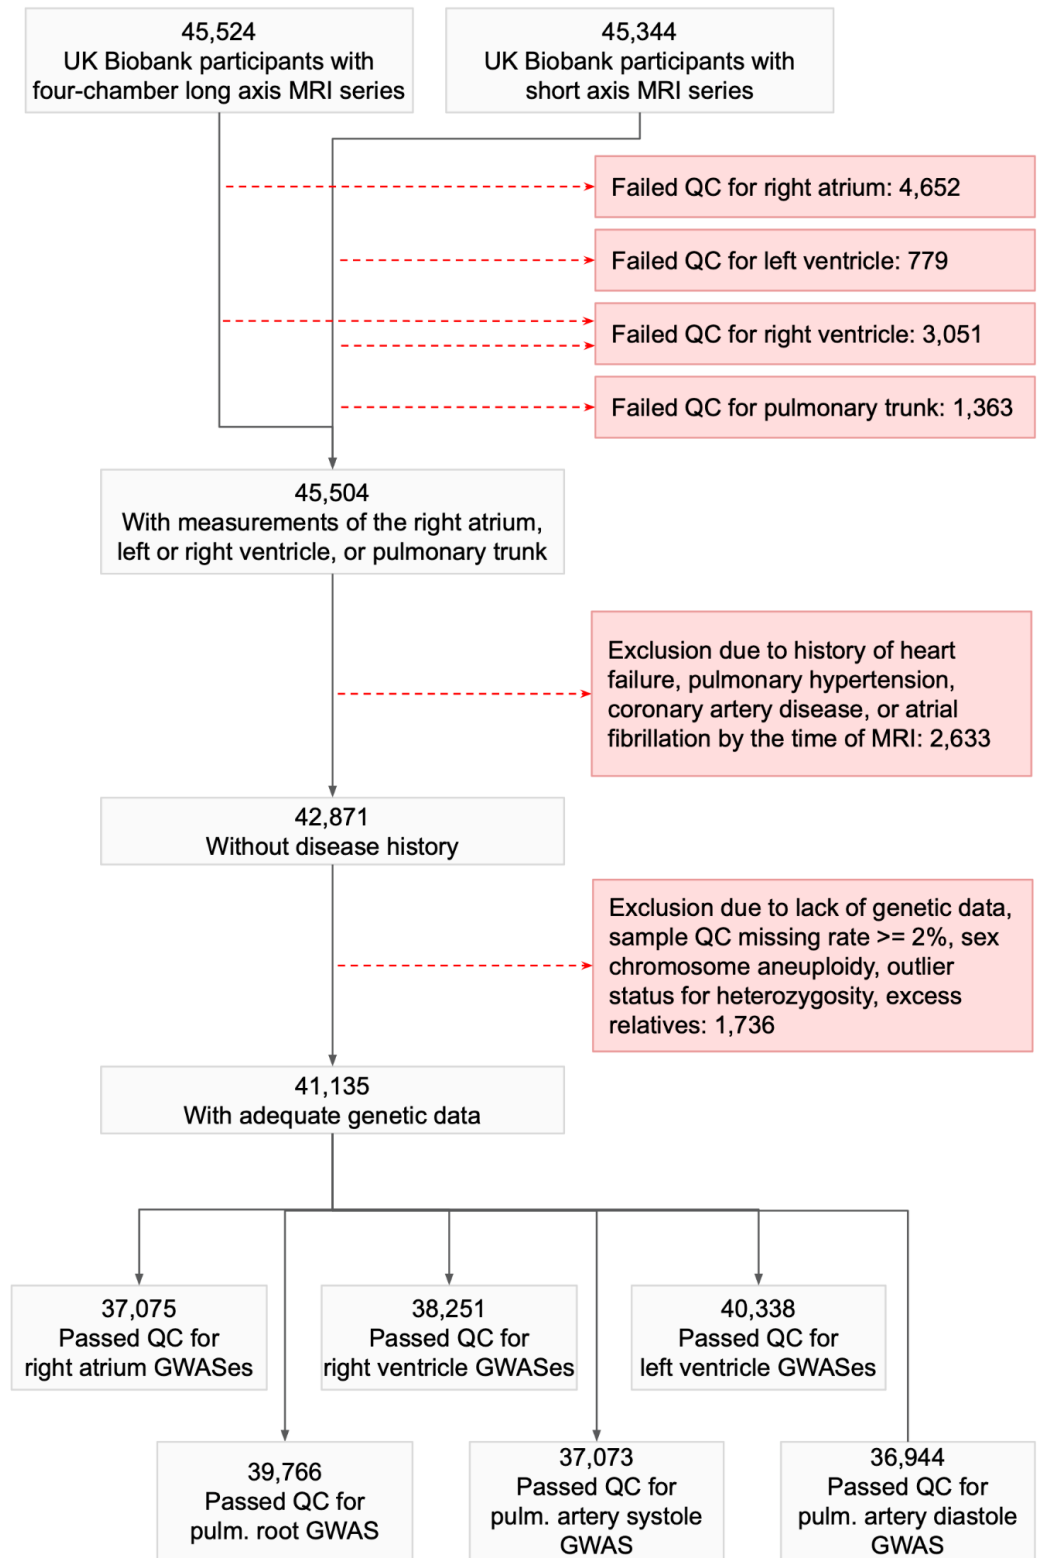 45,524
UK Biobank participants with
four-chamber long axis MRI series
45,344
UK Biobank participants with
short axis MRI series
Failed QC for right atrium: 4,652
Failed QC for left ventricle: 779
Failed QC for right ventricle: 3,051
Failed QC for pulmonary trunk: 1,363
45,504
With measurements of the right atrium,
left or right ventricle, or pulmonary trunk
Exclusion due to history of heart
failure, pulmonary hypertension,
coronary artery disease, or atrial
fibrillation by the time of MRI: 2,633
42,871
Without disease history
Exclusion due to lack of genetic data,
sample QC missing rate >= 2%, sex
chromosome aneuploidy, outlier
status for heterozygosity, excess
relatives: 1,736
41,135
With adequate genetic data
37,075
Passed QC for
right atrium GWASes
38,251
Passed QC for
right ventricle GWASes
40,338
Passed QC for
left ventricle GWASes
39,766
Passed QC for
pulm. root GWAS
37,073
Passed QC for
pulm. artery systole
GWAS
36,944
Passed QC for
pulm. artery diastole
GWAS